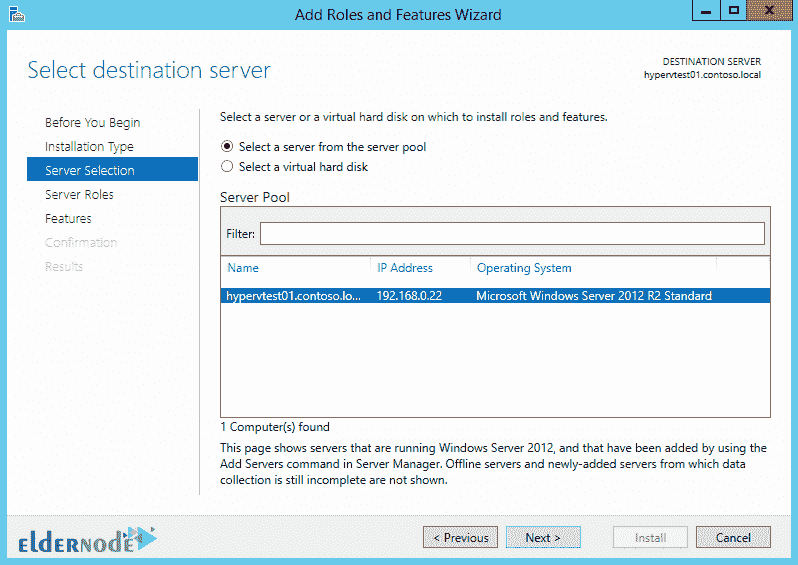 Add Roles and Features Wizard
Select destination server
DESTINATION SERVER
hypervtest01.contoso.local
Before You Begin
Installation Type
Server Selection
Server Roles
Features
Confirmation
Results
Select a server or a virtual hard disk on which to install roles and features.
Select a server from the server pool
Select a virtual hard disk
Server Pool
Filter:
Name IP Address Operating System
hypervtest01.contoso.lo... 192.168.0.22 Microsoft Windows Server 2012 R2 Standard
1 Computer(s) found
This page shows servers that are running Windows Server 2012, and that have been added by using the
Add Servers command in Server Manager. Offline servers and newly-added servers from which data
collection is still incomplete are not shown.
eldernode
< Previous Next > Install Cancel